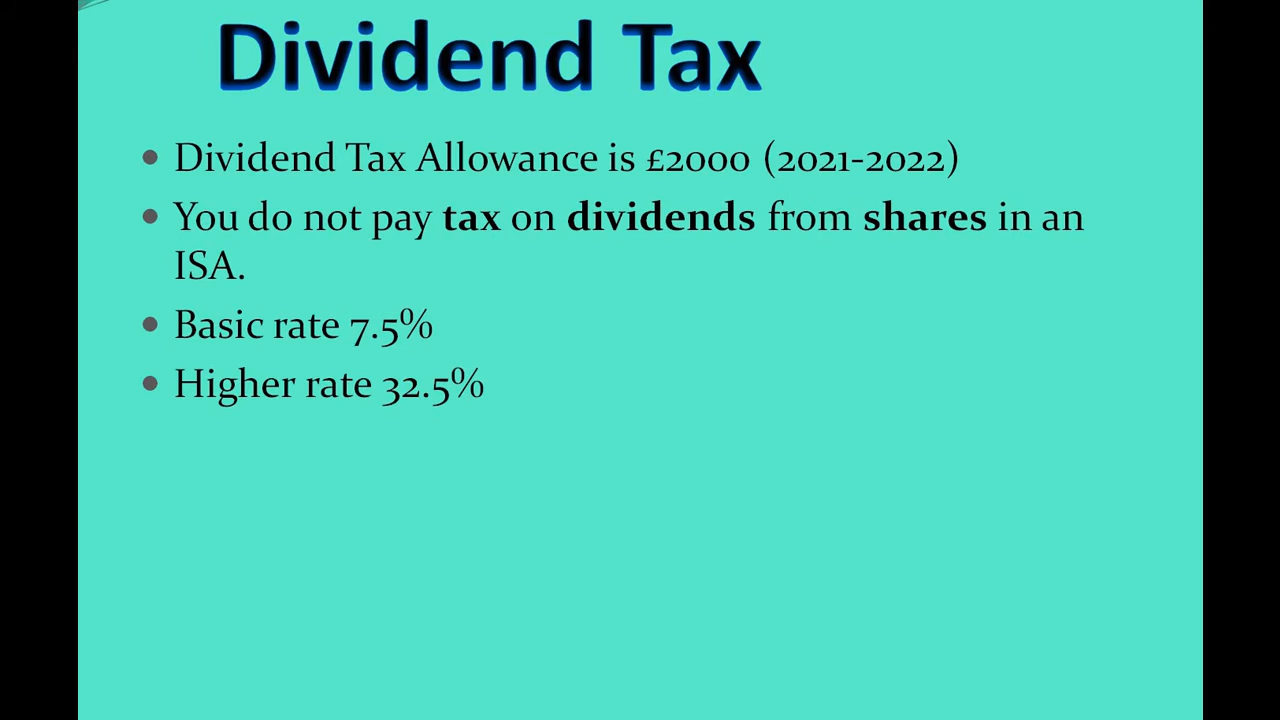 Dividend Tax
• Dividend Tax Allowance is £2000 (2021-2022)
• You do not pay tax on dividends from shares in an
ISA.
• Basic rate 7.5%
• Higher rate 32.5%